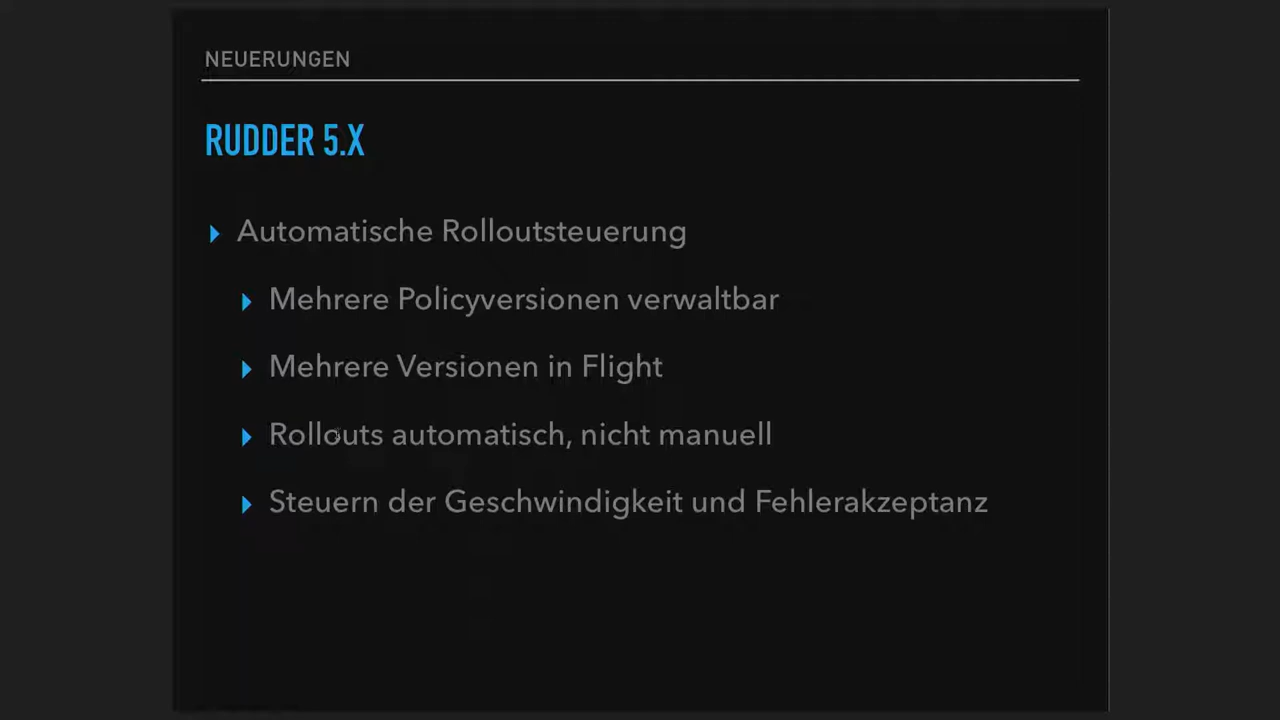 NEUERUNGEN
RUDDER 5.X
Automatische Rolloutsteuerung
Mehrere Policyversionen verwaltbar
Mehrere Versionen in Flight
Rollouts automatisch, nicht manuell
Steuern der Geschwindigkeit und Fehlerakzeptanz